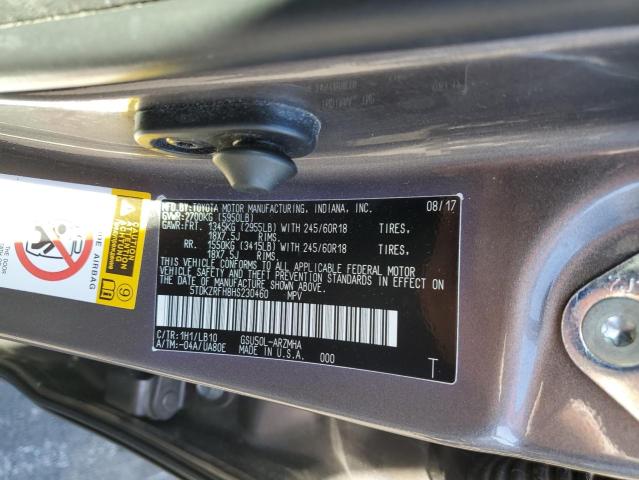 MFD.BY:TOYOTA MOTOR MANUFACTURING, INDIANA, INC. 08/17
GVWR:2700KG (5950LB)
GAWR:FRT. 1345KG (2955LB) WITH 245/60R18 TIRES,
18X7.5J RIMS.
RR. 1550KG (3415LB) WITH 245/60R18 TIRES,
18X7.5J RIMS.
THIS VEHICLE CONFORMS TO ALL APPLICABLE FEDERAL MOTOR
VEHICLE SAFETY AND THEFT PREVENTION STANDARDS IN EFFECT
ON THE DATE OF MANUFACTURE SHOWN ABOVE.
5TDKZRFH8HS230460 MPV
C/TR:1H1/LB10 GSU50L-ARZMHA
A/TM:-04A/UA80E MADE IN U.S.A. 000
T
AIRBAG
9